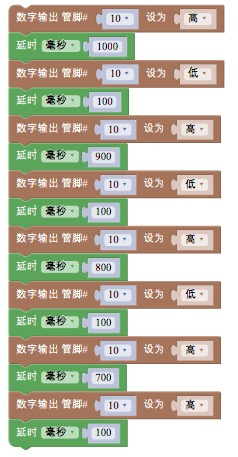 数字输出 管脚# 10 设为 高
延时 毫秒 1000
数字输出 管脚# 10 设为 低
延时 毫秒 100
数字输出 管脚# 10 设为 高
延时 毫秒 900
数字输出 管脚# 10 设为 低
延时 毫秒 100
数字输出 管脚# 10 设为 高
延时 毫秒 800
数字输出 管脚# 10 设为 低
延时 毫秒 100
数字输出 管脚# 10 设为 高
延时 毫秒 700
数字输出 管脚# 10 设为 高
延时 毫秒 100